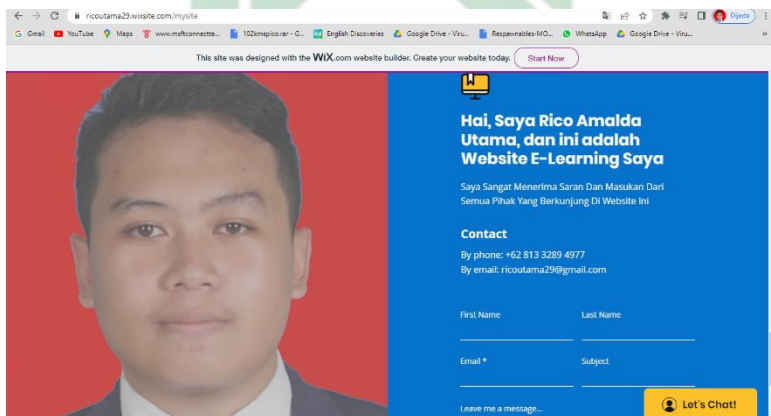 ricoutama29.wixsite.com/mysite
Dijeda
Gmail YouTube Maps www.msftconnectte... 102kmspico.rar - G... English Discoveries Google Drive - Viru... Respawnables-MO... WhatsApp Google Drive - Viru... »
This site was designed with the WiX.com website builder. Create your website today. Start Now
Hai, Saya Rico Amalda
Utama, dan ini adalah
Website E-Learning Saya
Saya Sangat Menerima Saran Dan Masukan Dari
Semua Pihak Yang Berkunjung Di Website Ini
Contact
By phone: +62 813 3289 4977
By email: ricoutama29@gmail.com
First Name Last Name
Email * Subject
Leave me a message...
Let's Chat!